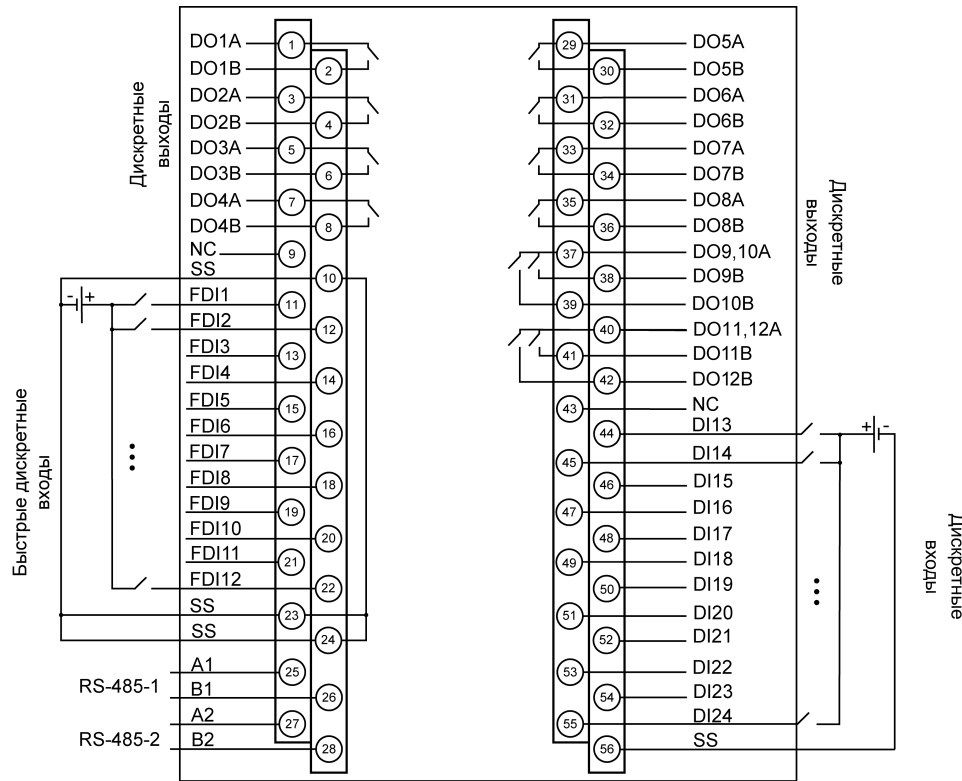 Дискретные
выходы
DO1A 1
DO1B 2
DO2A 3
DO2B 4
DO3A 5
DO3B 6
DO4A 7
DO4B 8
NC 9
SS 10
- +
FDI1 11
FDI2 12
FDI3 13
FDI4 14
FDI5 15
FDI6 16
FDI7 17
FDI8 18
FDI9 19
FDI10 20
FDI11 21
FDI12 22
SS 23
SS 24
Быстрые дискретные
входы
RS-485-1
A1 25
B1 26
RS-485-2
A2 27
B2 28
29 DO5A
30 DO5B
31 DO6A
32 DO6B
33 DO7A
34 DO7B
35 DO8A
36 DO8B
37 DO9,10A
38 DO9B
39 DO10B
40 DO11,12A
41 DO11B
42 DO12B
43 NC
Дискретные
выходы
44 DI13
+ -
45 DI14
46 DI15
47 DI16
48 DI17
49 DI18
50 DI19
51 DI20
52 DI21
53 DI22
54 DI23
55 DI24
56 SS
Дискретные
входы